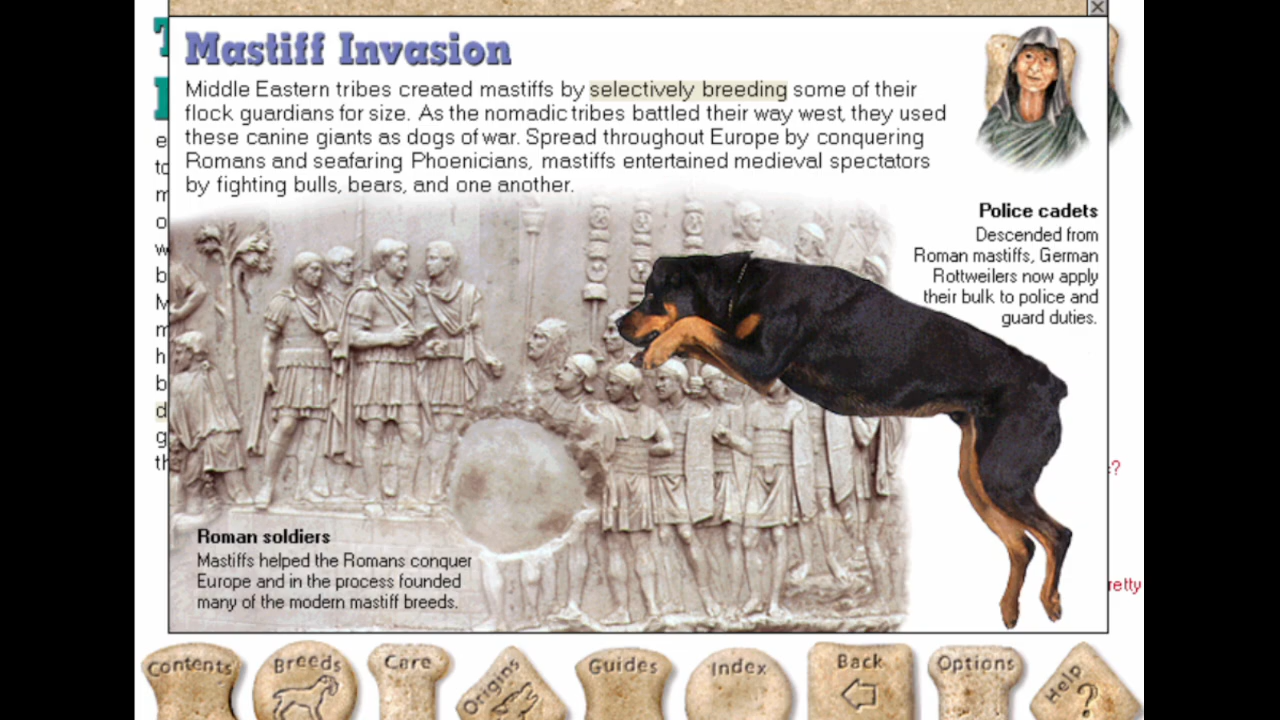 Mastiff Invasion
Middle Eastern tribes created mastiffs by selectively breeding some of their
flock guardians for size. As the nomadic tribes battled their way west, they used
these canine giants as dogs of war. Spread throughout Europe by conquering
Romans and seafaring Phoenicians, mastiffs entertained medieval spectators
by fighting bulls, bears, and one another.
Police cadets
Descended from
Roman mastiffs, German
Rottweilers now apply
their bulk to police and
guard duties.
Roman soldiers
Mastiffs helped the Romans conquer
Europe and in the process founded
many of the modern mastiff breeds.
Contents
Breeds
Care
Origins
Guides
Index
Back
Options
Help
?